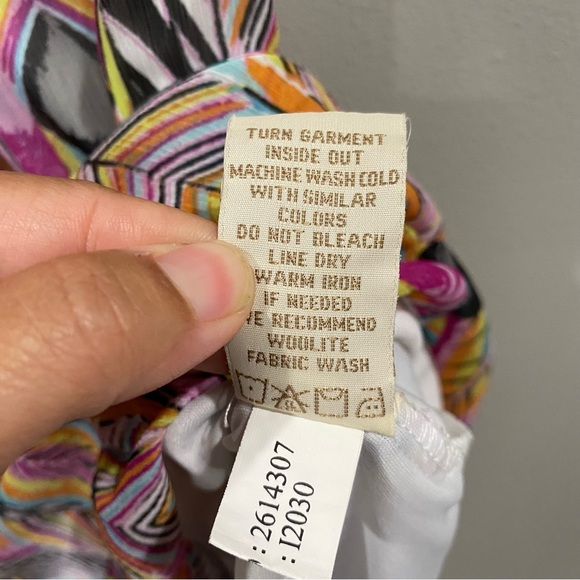 TURN GARMENT
INSIDE OUT
MACHINE WASH COLD
WITH SIMILAR
COLORS
DO NOT BLEACH
LINE DRY
WARM IRON
IF NEEDED
WE RECOMMEND
WOOLITE
FABRIC WASH
: 2614307
: I2030